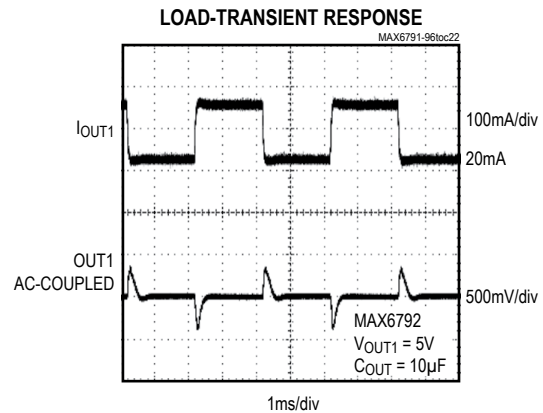 LOAD-TRANSIENT RESPONSE
MAX6791-96toc22
IOUT1
100mA/div
20mA
OUT1
AC-COUPLED
500mV/div
MAX6792
VOUT1 = 5V
COUT = 10µF
1ms/div